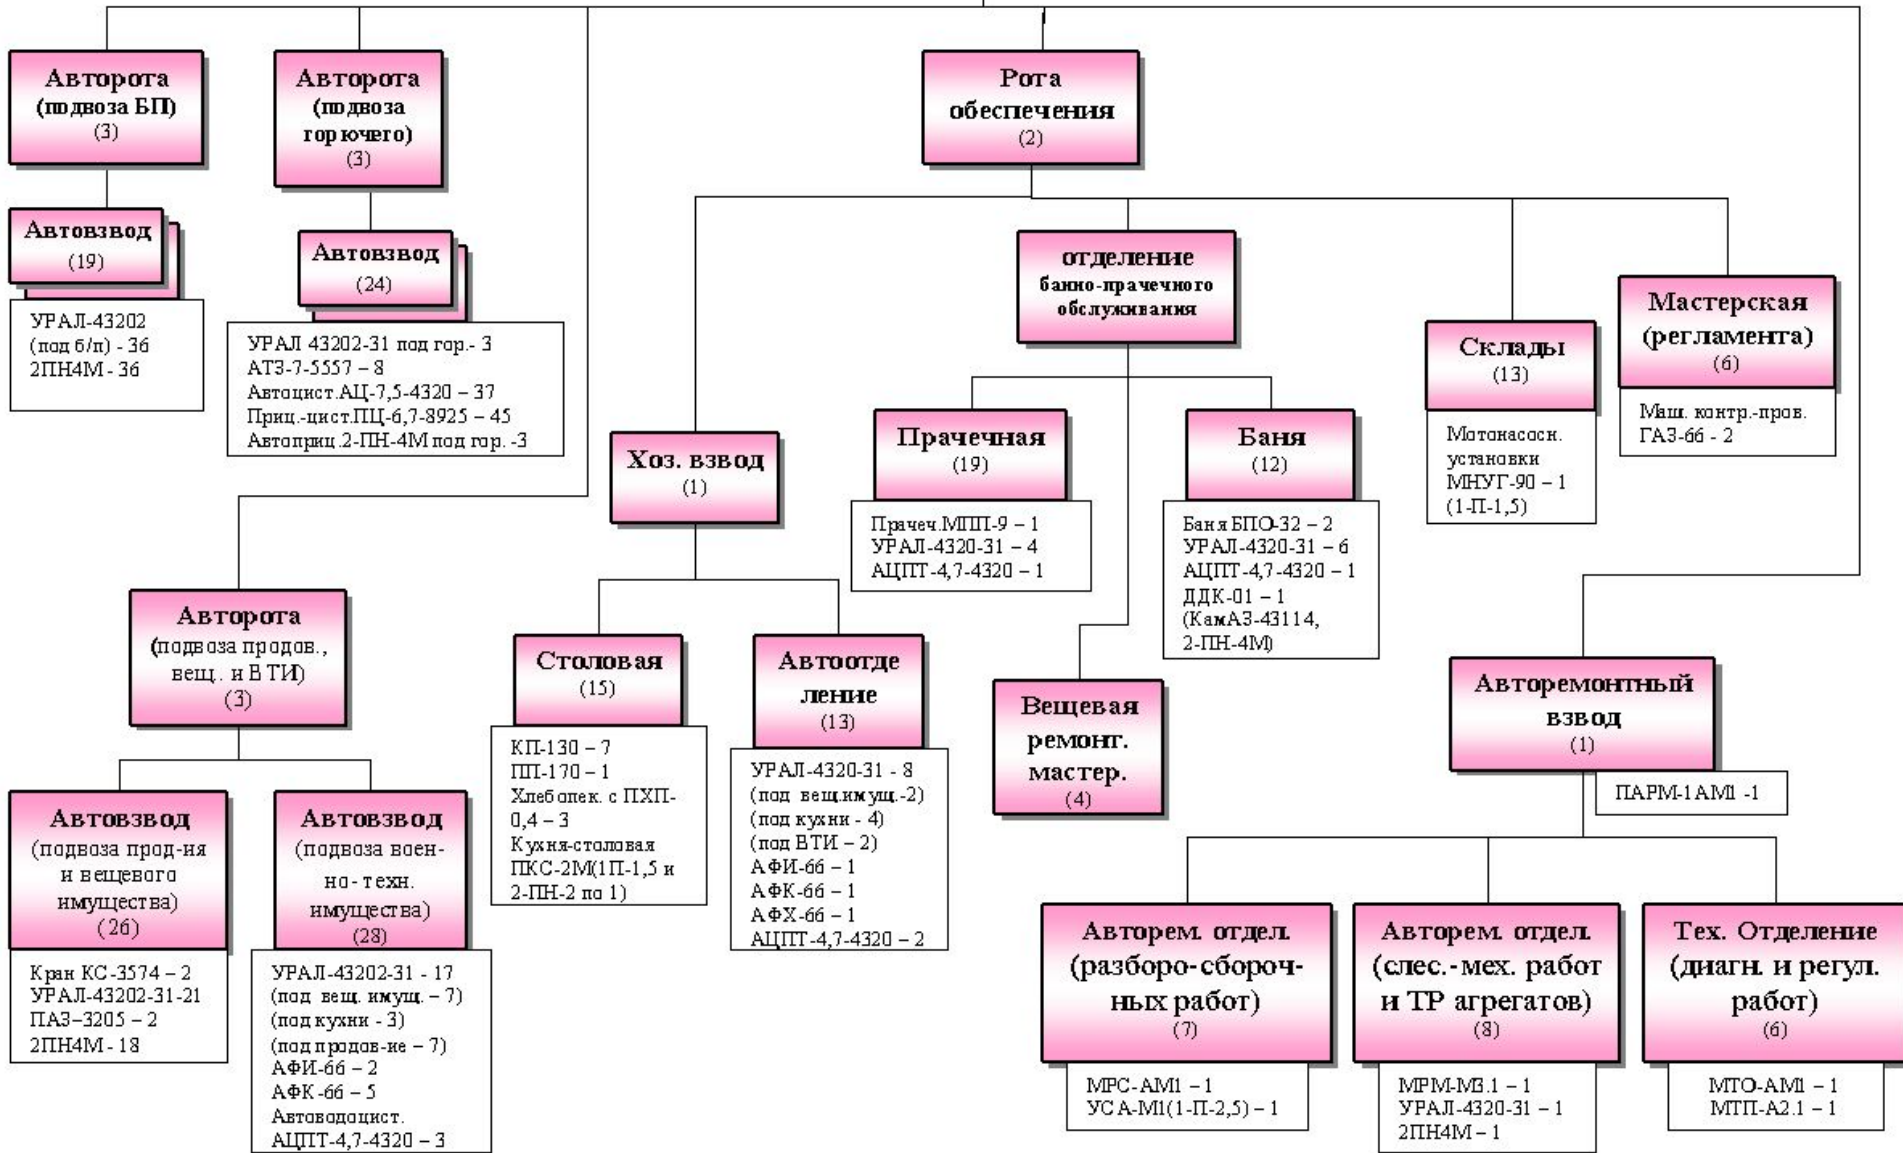 Авторота
(подвоза БП)
(3)
Автовзвод
(19)
УРАЛ-43202
(под б/п) - 36
2ПН4М - 36
Авторота
(подвоза
горючего)
(3)
Автовзвод
(24)
УРАЛ 43202-31 под гор.- 3
АТЗ-7-5557 – 8
Автоцист.АЦ-7,5-4320 – 37
Приц.-цист.ПЦ-6,7-8925 – 45
Автоприц.2-ПН-4М под гор. -3
Авторота
(подвоза продов.,
вещ.. и ВТИ)
(3)
Автовзвод
(подвоза прод-ия
и вещевого
имущества)
(26)
Кран КС-3574 – 2
УРАЛ-43202-31-21
ПАЗ–3205 – 2
2ПН4М - 18
Автовзвод
(подвоза воен-
но- техн.
имущества)
(28)
УРАЛ-43202-31 - 17
(под вещ. имущ. – 7)
(под кухни - 3)
(под продов-ие – 7)
АФИ-66 – 2
АФК-66 – 5
Автоводоцист.
АЦПТ-4,7-4320 – 3
Рота
обеспечения
(2)
Хоз. взвод
(1)
Столовая
(15)
КП-130 – 7
ПП-170 – 1
Хлебопек. с ПХП-
0,4 – 3
Кухня-столовая
ПКС-2М(1П-1,5 и
2-ПН-2 по 1)
Автоотде
ление
(13)
УРАЛ-4320-31 - 8
(под вещ.имущ.-2)
(под кухни - 4)
(под ВТИ – 2)
АФИ-66 – 1
АФК-66 – 1
АФХ-66 – 1
АЦПТ-4,7-4320 – 2
отделение
банно-прачечного
обслуживания
Прачечная
(19)
Прачеч.МПП-9 – 1
УРАЛ-4320-31 – 4
АЦПТ-4,7-4320 – 1
Баня
(12)
Баня БПО-32 – 2
УРАЛ-4320-31 – 6
АЦПТ-4,7-4320 – 1
ДДК-01 – 1
(КамАЗ-43114,
2-ПН-4М)
Вещевая
ремонт.
мастер.
(4)
Склады
(13)
Мотонасосн.
установки
МНУГ-90 – 1
(1-П-1,5)
Мастерская
(регламента)
(6)
Маш. контр.-пров.
ГАЗ-66 - 2
Авторемонтный
взвод
(1)
ПАРМ-1АМ1 -1
Авторем. отдел.
(разборо-сбороч-
ных работ)
(7)
МРС-АМ1 – 1
УСА-М1(1-П-2,5) – 1
Авторем. отдел.
(слес.-мех. работ
и ТР агрегатов)
(8)
МРМ-М3.1 – 1
УРАЛ-4320-31 – 1
2ПН4М – 1
Тех. Отделение
(диагн. и регул.
работ)
(6)
МТО-АМ1 – 1
МТП-А2.1 – 1